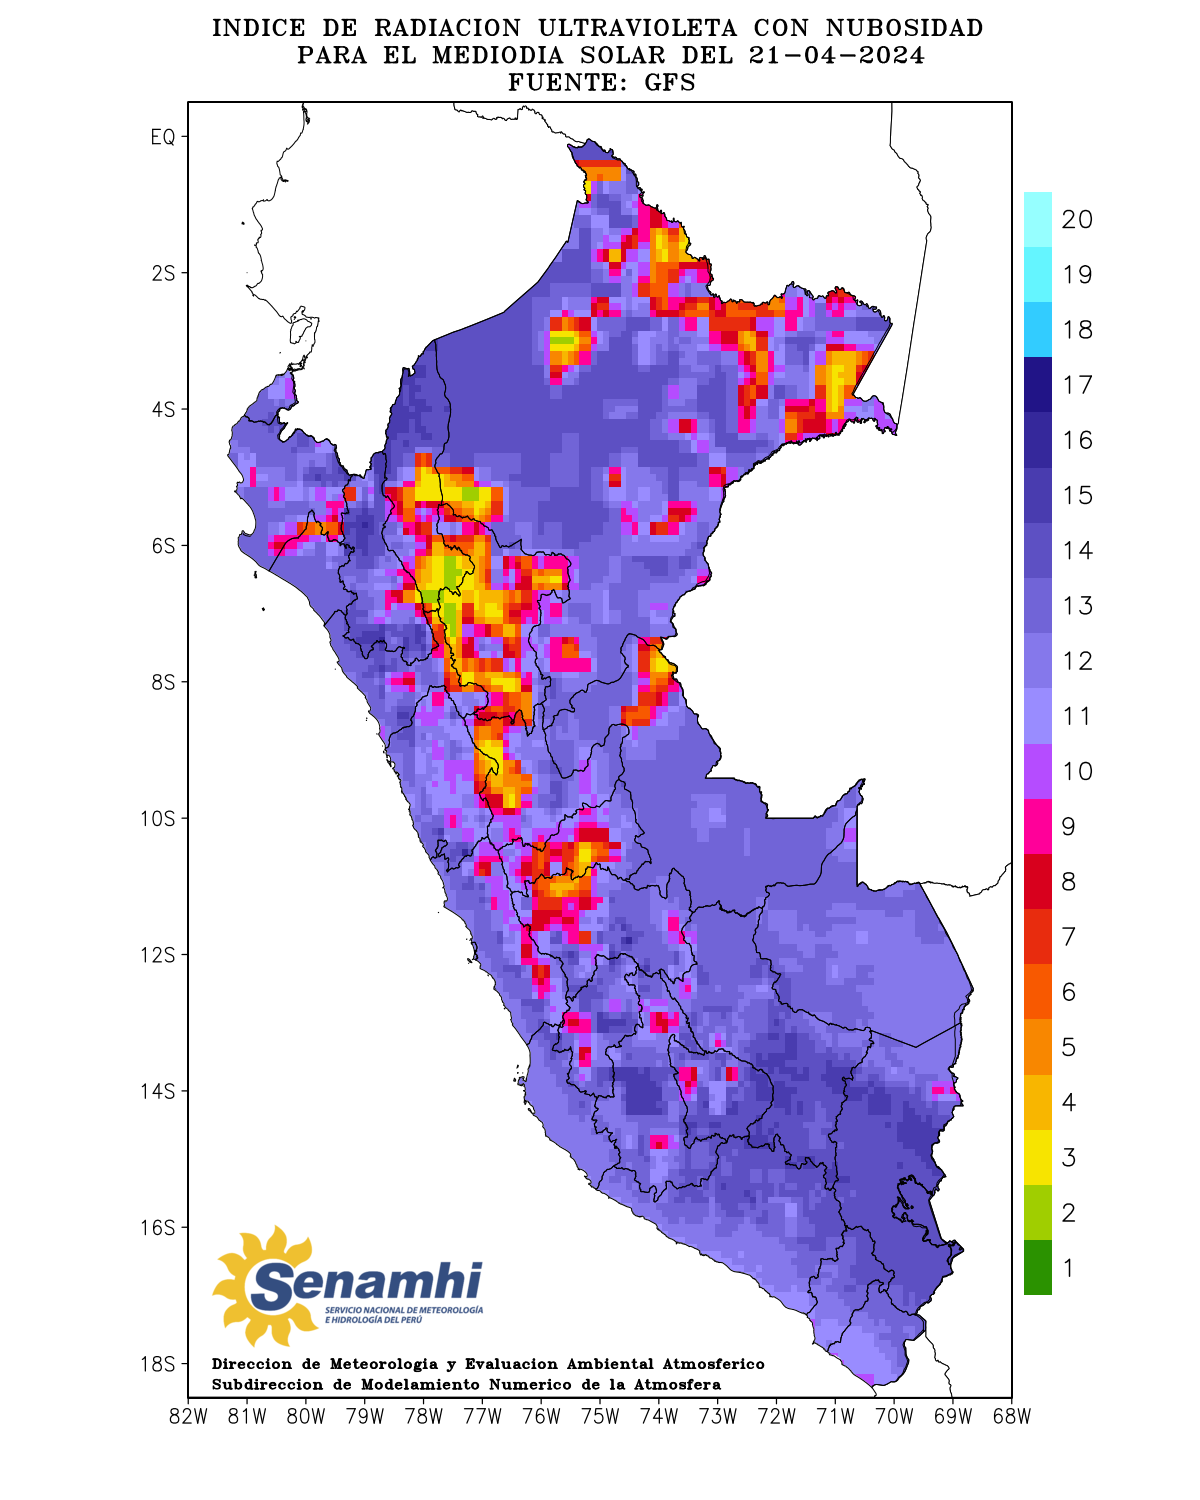 INDICE DE RADIACION ULTRAVIOLETA CON NUBOSIDAD
PARA EL MEDIODIA SOLAR DEL 21-04-2024
FUENTE: GFS
EQ
2S
4S
6S
8S
10S
12S
14S
16S
18S
20
19
18
17
16
15
14
13
12
11
10
9
8
7
6
5
4
3
2
1
Senamhi
SERVICIO NACIONAL DE METEOROLOGÍA
E HIDROLOGÍA DEL PERÚ
Direccion de Meteorologia y Evaluacion Ambiental Atmosferico
Subdireccion de Modelamiento Numerico de la Atmosfera
82W 81W 80W 79W 78W 77W 76W 75W 74W 73W 72W 71W 70W 69W 68W